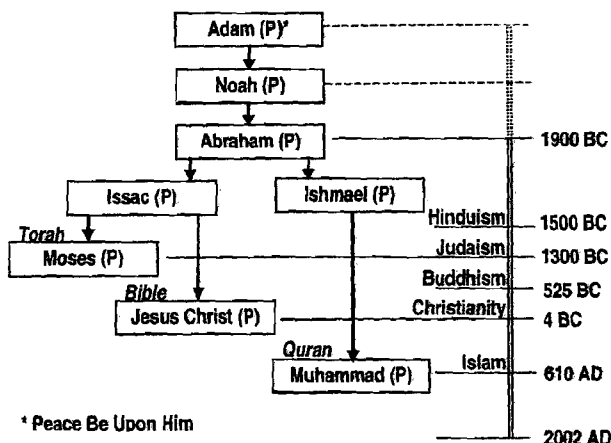 Adam (P)*
Noah (P)
Abraham (P)
1900 BC
Issac (P)
Ishmael (P)
Hinduism
1500 BC
Torah
Moses (P)
Judaism
1300 BC
Buddhism
525 BC
Bible
Jesus Christ (P)
Christianity
4 BC
Quran
Muhammad (P)
Islam
610 AD
* Peace Be Upon Him
2002 AD